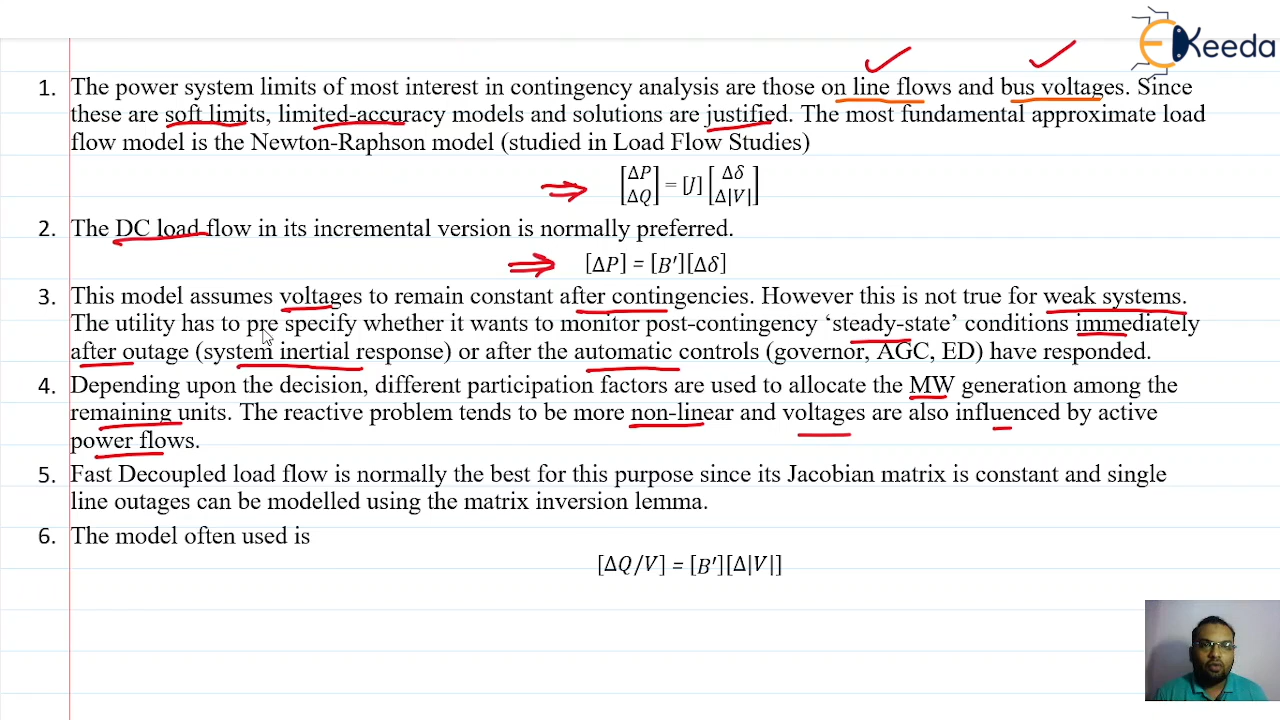 EKeeda
1. The power system limits of most interest in contingency analysis are those on line flows and bus voltages. Since
these are soft limits, limited-accuracy models and solutions are justified. The most fundamental approximate load
flow model is the Newton-Raphson model (studied in Load Flow Studies)
[ΔP
ΔQ] = [J] [Δδ
Δ|V|]
2. The DC load flow in its incremental version is normally preferred.
[ΔP] = [B′][Δδ]
3. This model assumes voltages to remain constant after contingencies. However this is not true for weak systems.
The utility has to pre specify whether it wants to monitor post-contingency ‘steady-state’ conditions immediately
after outage (system inertial response) or after the automatic controls (governor, AGC, ED) have responded.
4. Depending upon the decision, different participation factors are used to allocate the MW generation among the
remaining units. The reactive problem tends to be more non-linear and voltages are also influenced by active
power flows.
5. Fast Decoupled load flow is normally the best for this purpose since its Jacobian matrix is constant and single
line outages can be modelled using the matrix inversion lemma.
6. The model often used is
[ΔQ/V] = [B′][Δ|V|]